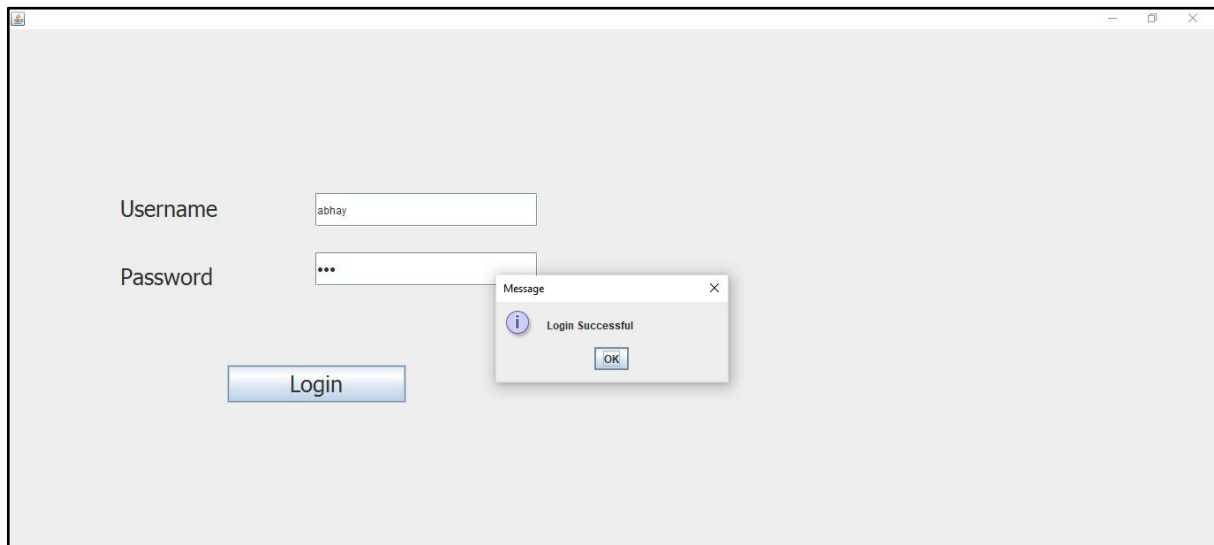 Username
abhay
Password
•••
Message
Login Successful
OK
Login